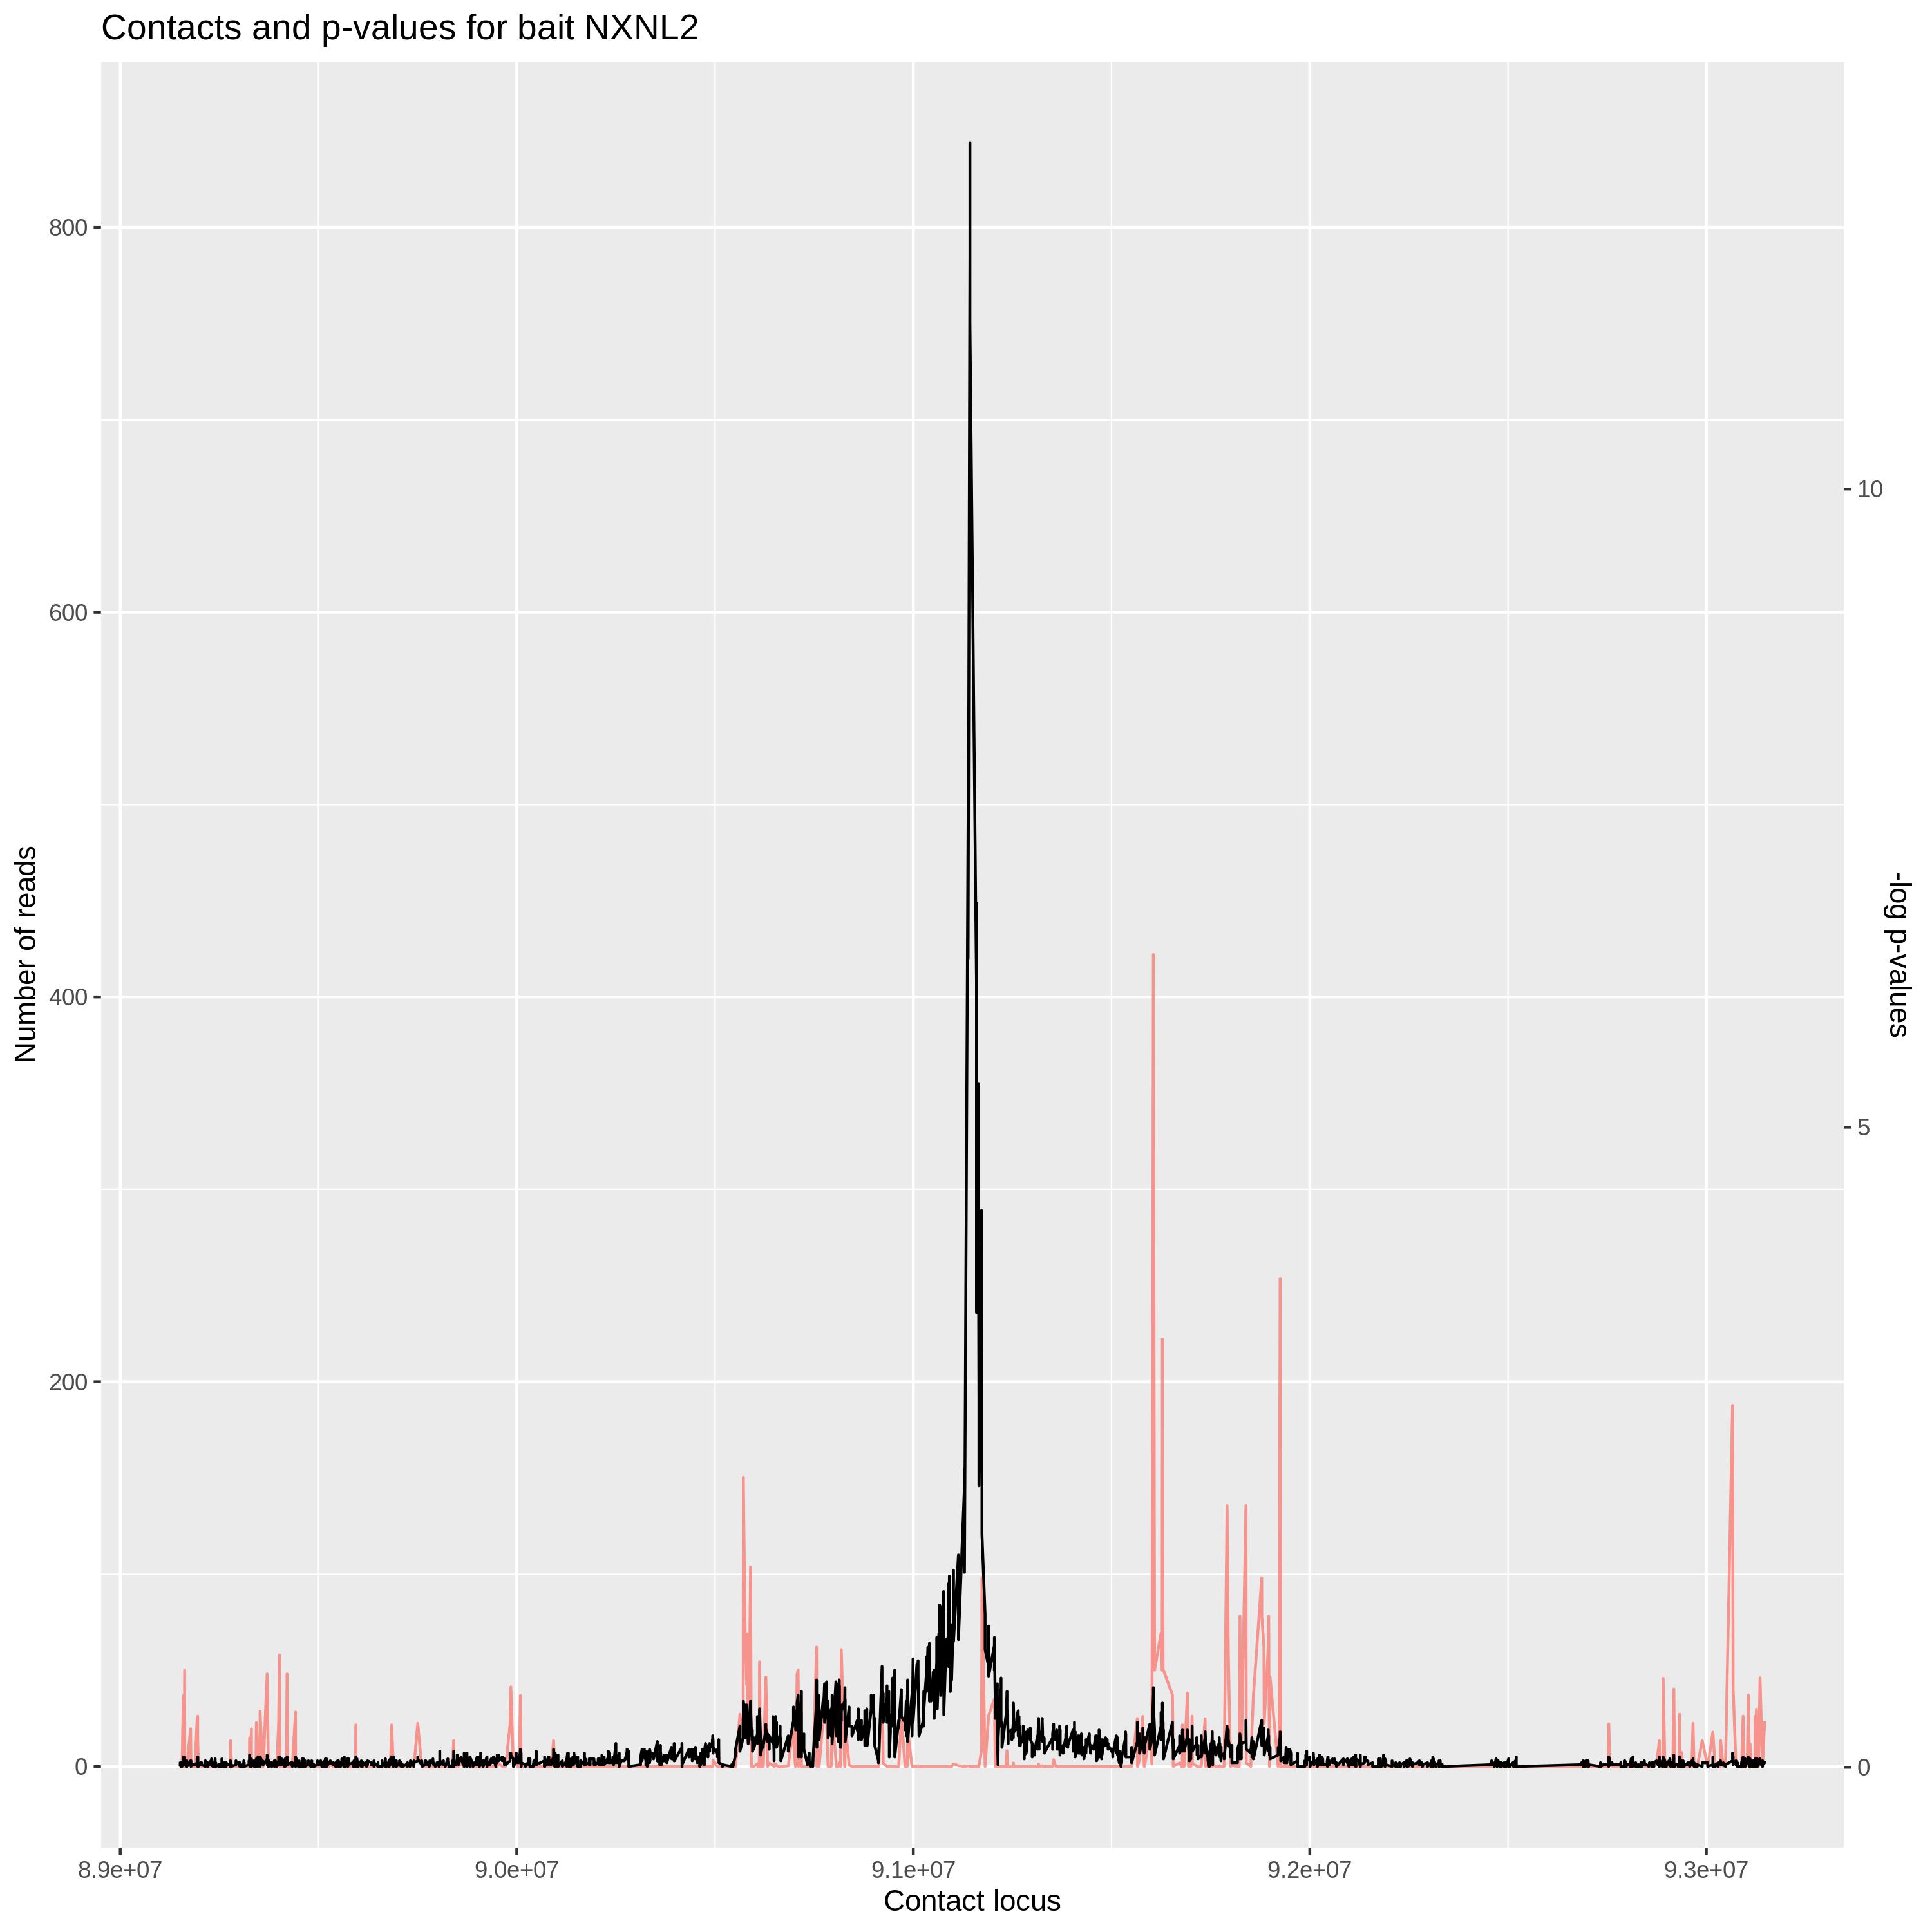 Contacts and p-values for bait NXNL2
800
600
400
200
0
Number of reads
10
5
0
-log p-values
8.9e+07
9.0e+07
9.1e+07
9.2e+07
9.3e+07
Contact locus